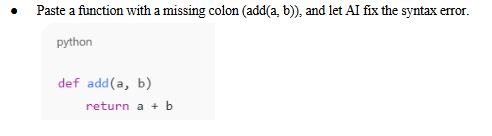 • Paste a function with a missing colon (add(a, b)), and let AI fix the syntax error.
python
def add(a, b)
    return a + b